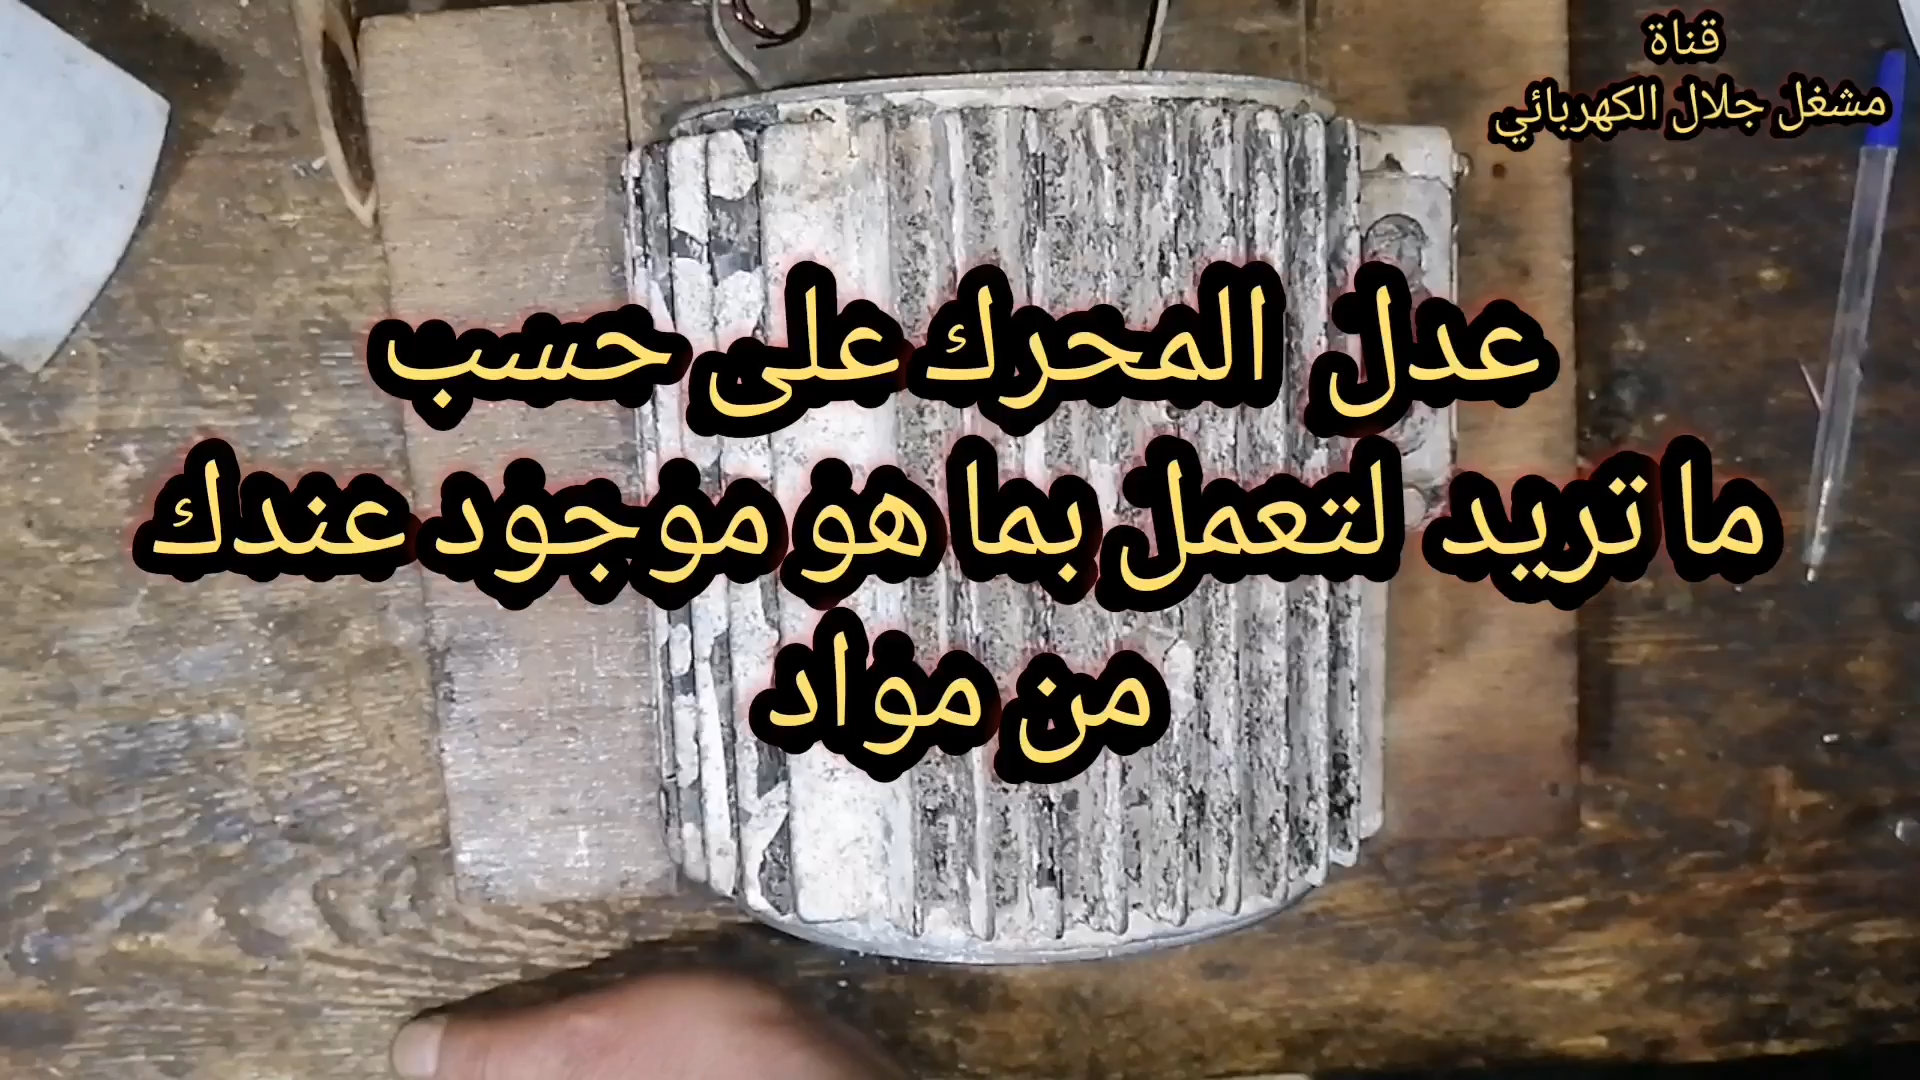 قناة
مشغل جلال الكهربائي
عدل المحرك على حسب
ما تريد لتعمل بما هو موجود عندك
من مواد